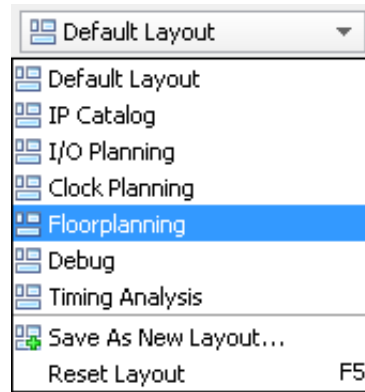 Default Layout
Default Layout
IP Catalog
I/O Planning
Clock Planning
Floorplanning
Debug
Timing Analysis
Save As New Layout...
Reset Layout F5